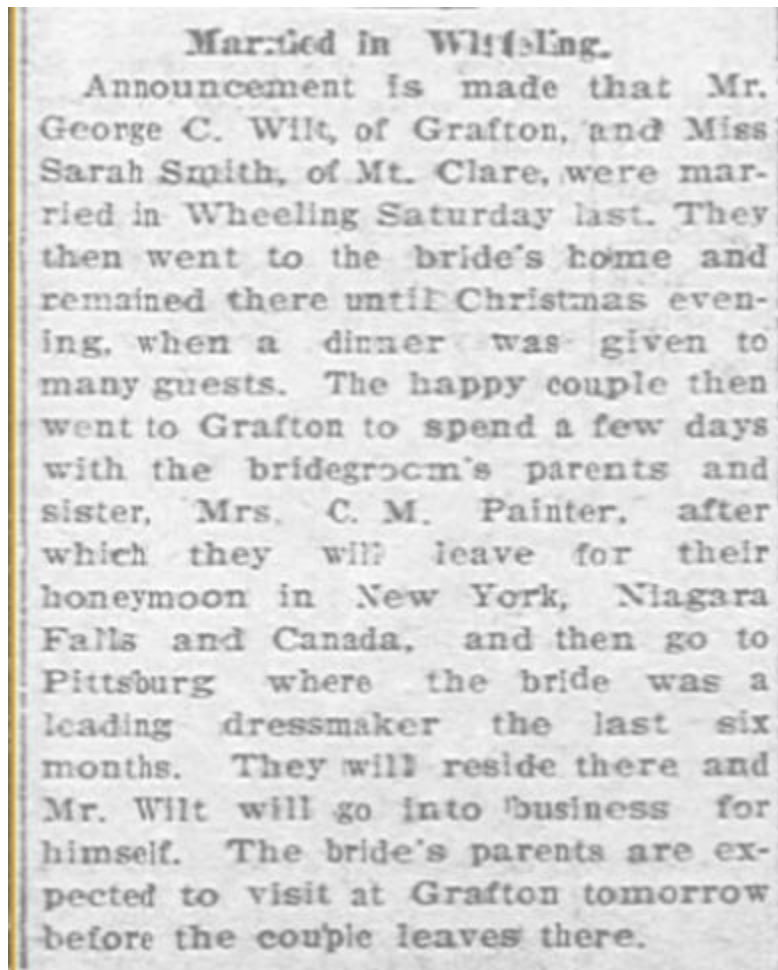 Married in Wheeling.
Announcement is made that Mr.
George C. Wilt, of Grafton, and Miss
Sarah Smith, of Mt. Clare, were mar-
ried in Wheeling Saturday last. They
then went to the bride's home and
remained there until Christmas even-
ing, when a dinner was given to
many guests. The happy couple then
went to Grafton to spend a few days
with the bridegroom's parents and
sister, Mrs. C. M. Painter, after
which they will leave for their
honeymoon in New York, Niagara
Falls and Canada, and then go to
Pittsburg where the bride was a
leading dressmaker the last six
months. They will reside there and
Mr. Wilt will go into business for
himself. The bride's parents are ex-
pected to visit at Grafton tomorrow
before the couple leaves there.